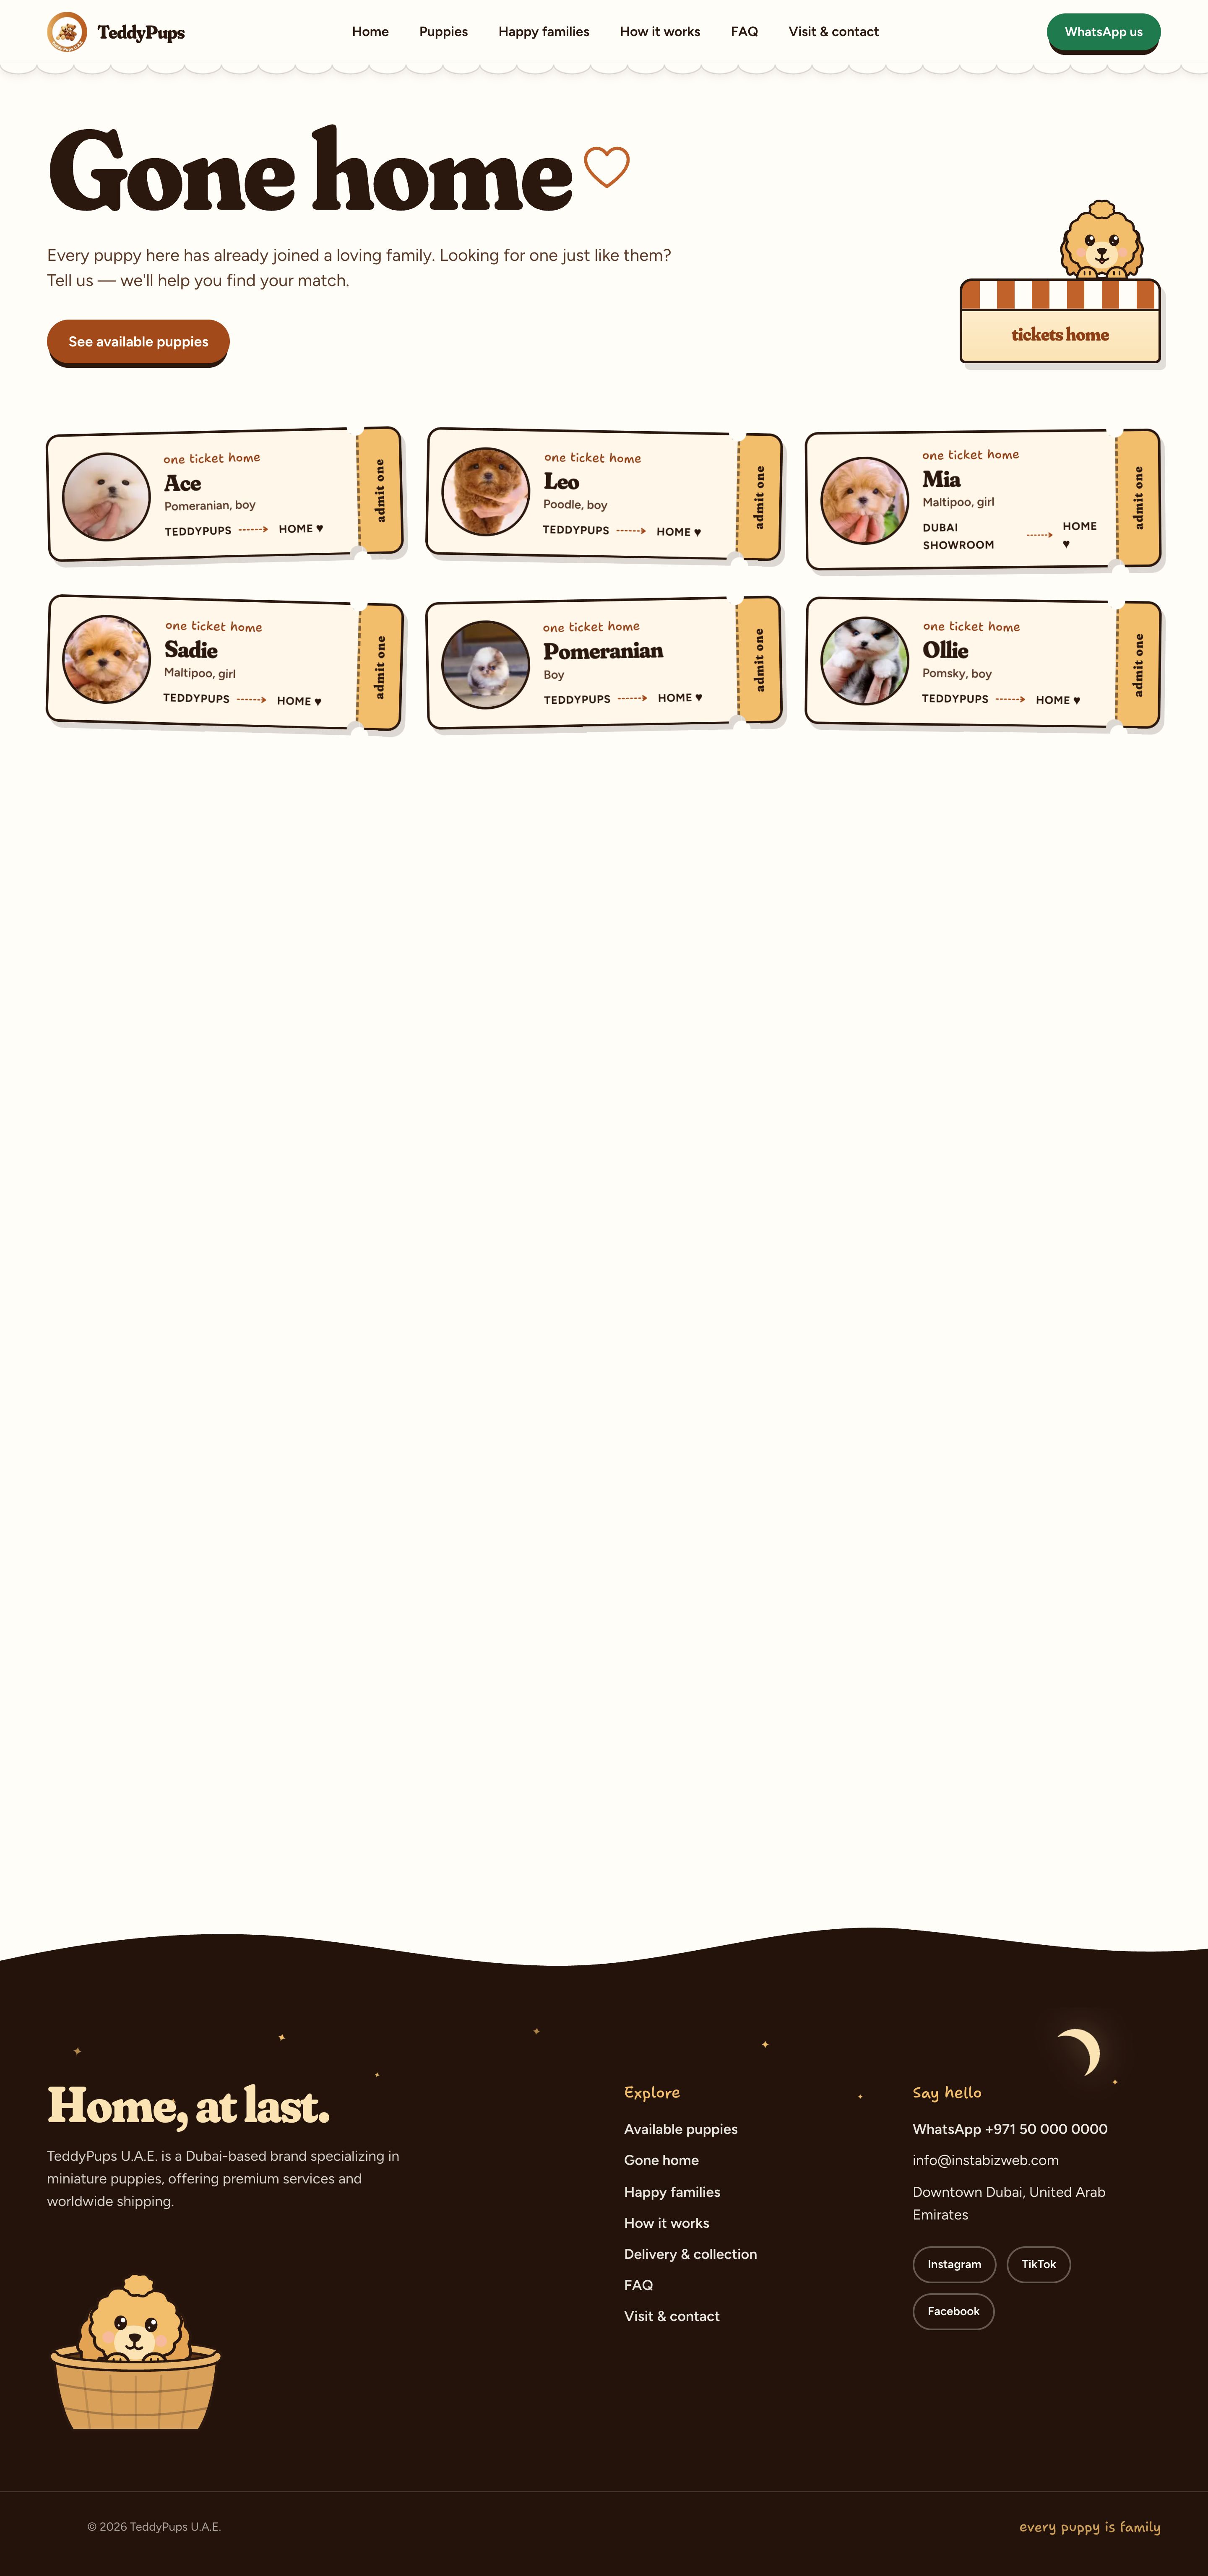 TeddyPups
Home
Puppies
Happy families
How it works
FAQ
Visit & contact
WhatsApp us
Gone home
Every puppy here has already joined a loving family. Looking for one just like them?
Tell us — we'll help you find your match.
See available puppies
tickets home
one ticket home
Ace
Pomeranian, boy
TEDDYPUPS
HOME ♥
admit one
one ticket home
Leo
Poodle, boy
TEDDYPUPS
HOME ♥
admit one
one ticket home
Mia
Maltipoo, girl
DUBAI
SHOWROOM
HOME
♥
admit one
one ticket home
Sadie
Maltipoo, girl
TEDDYPUPS
HOME ♥
admit one
one ticket home
Pomeranian
Boy
TEDDYPUPS
HOME ♥
admit one
one ticket home
Ollie
Pomsky, boy
TEDDYPUPS
HOME ♥
admit one
Home, at last.
TeddyPups U.A.E. is a Dubai-based brand specializing in
miniature puppies, offering premium services and
worldwide shipping.
Explore
Available puppies
Gone home
Happy families
How it works
Delivery & collection
FAQ
Visit & contact
Say hello
WhatsApp +971 50 000 0000
info@instabizweb.com
Downtown Dubai, United Arab
Emirates
Instagram
TikTok
Facebook
© 2026 TeddyPups U.A.E.
every puppy is family